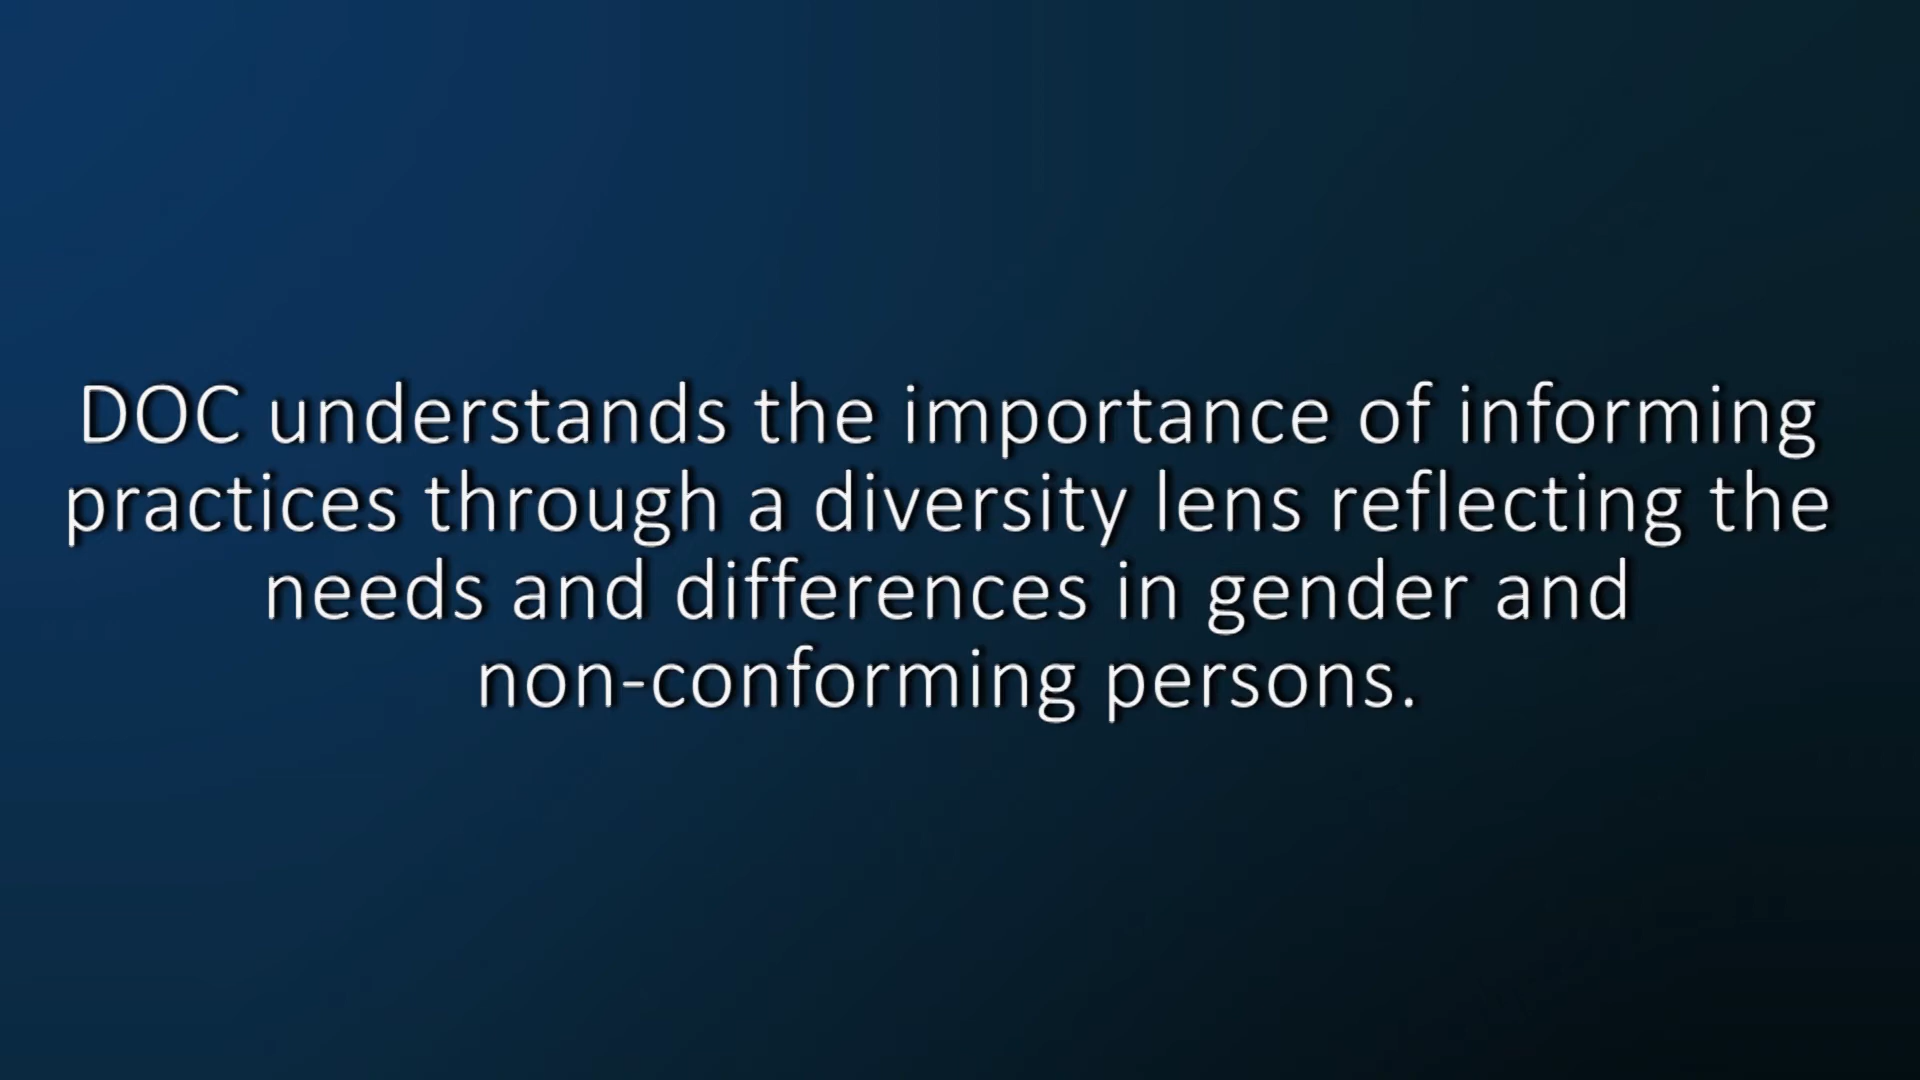 DOC understands the importance of informing
practices through a diversity lens reflecting the
needs and differences in gender and
non-conforming persons.